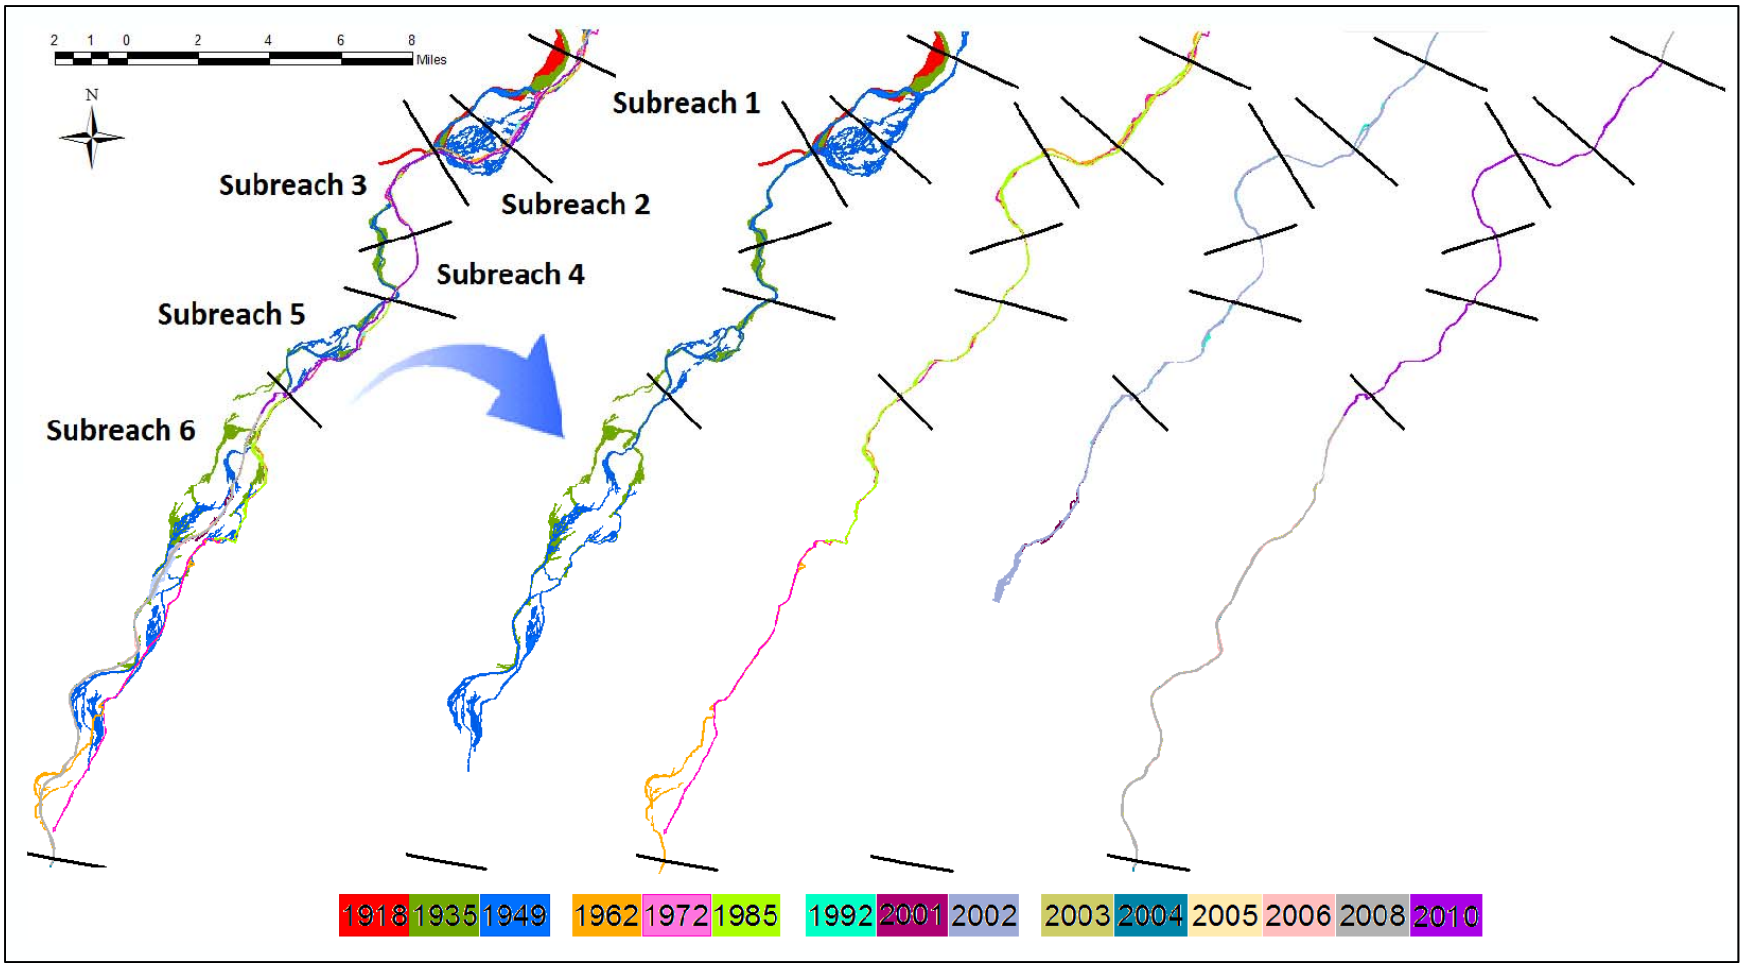 2 1 0 2 4 6 8
Miles
N
Subreach 1
Subreach 3
Subreach 2
Subreach 4
Subreach 5
Subreach 6
1918 1935 1949 1962 1972 1985 1992 2001 2002 2003 2004 2005 2006 2008 2010